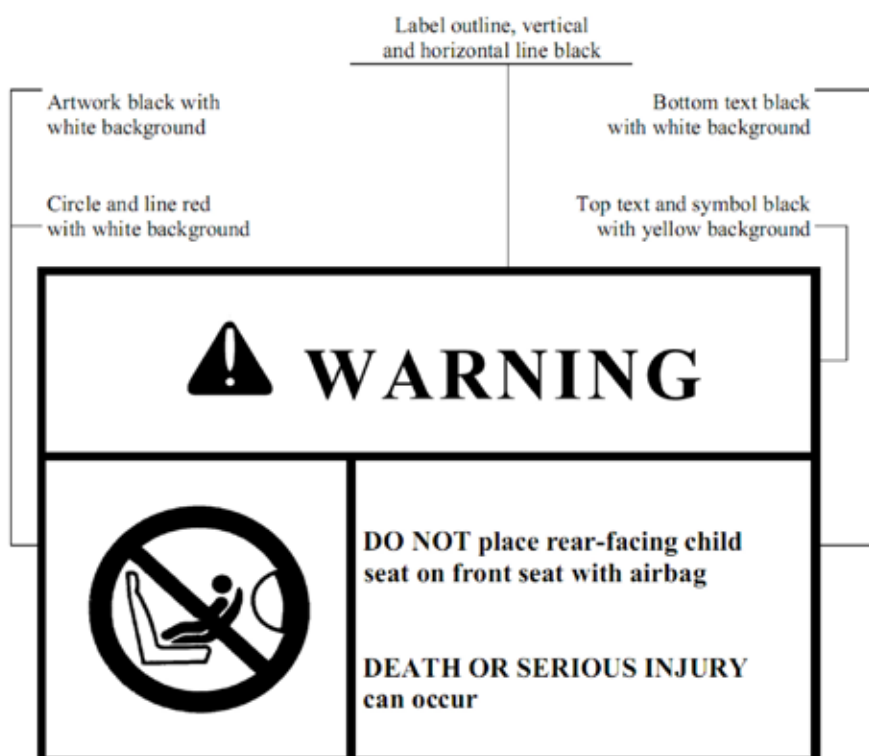 Label outline, vertical
and horizontal line black
Artwork black with
white background
Bottom text black
with white background
Circle and line red
with white background
Top text and symbol black
with yellow background
WARNING
DO NOT place rear-facing child
seat on front seat with airbag
DEATH OR SERIOUS INJURY
can occur